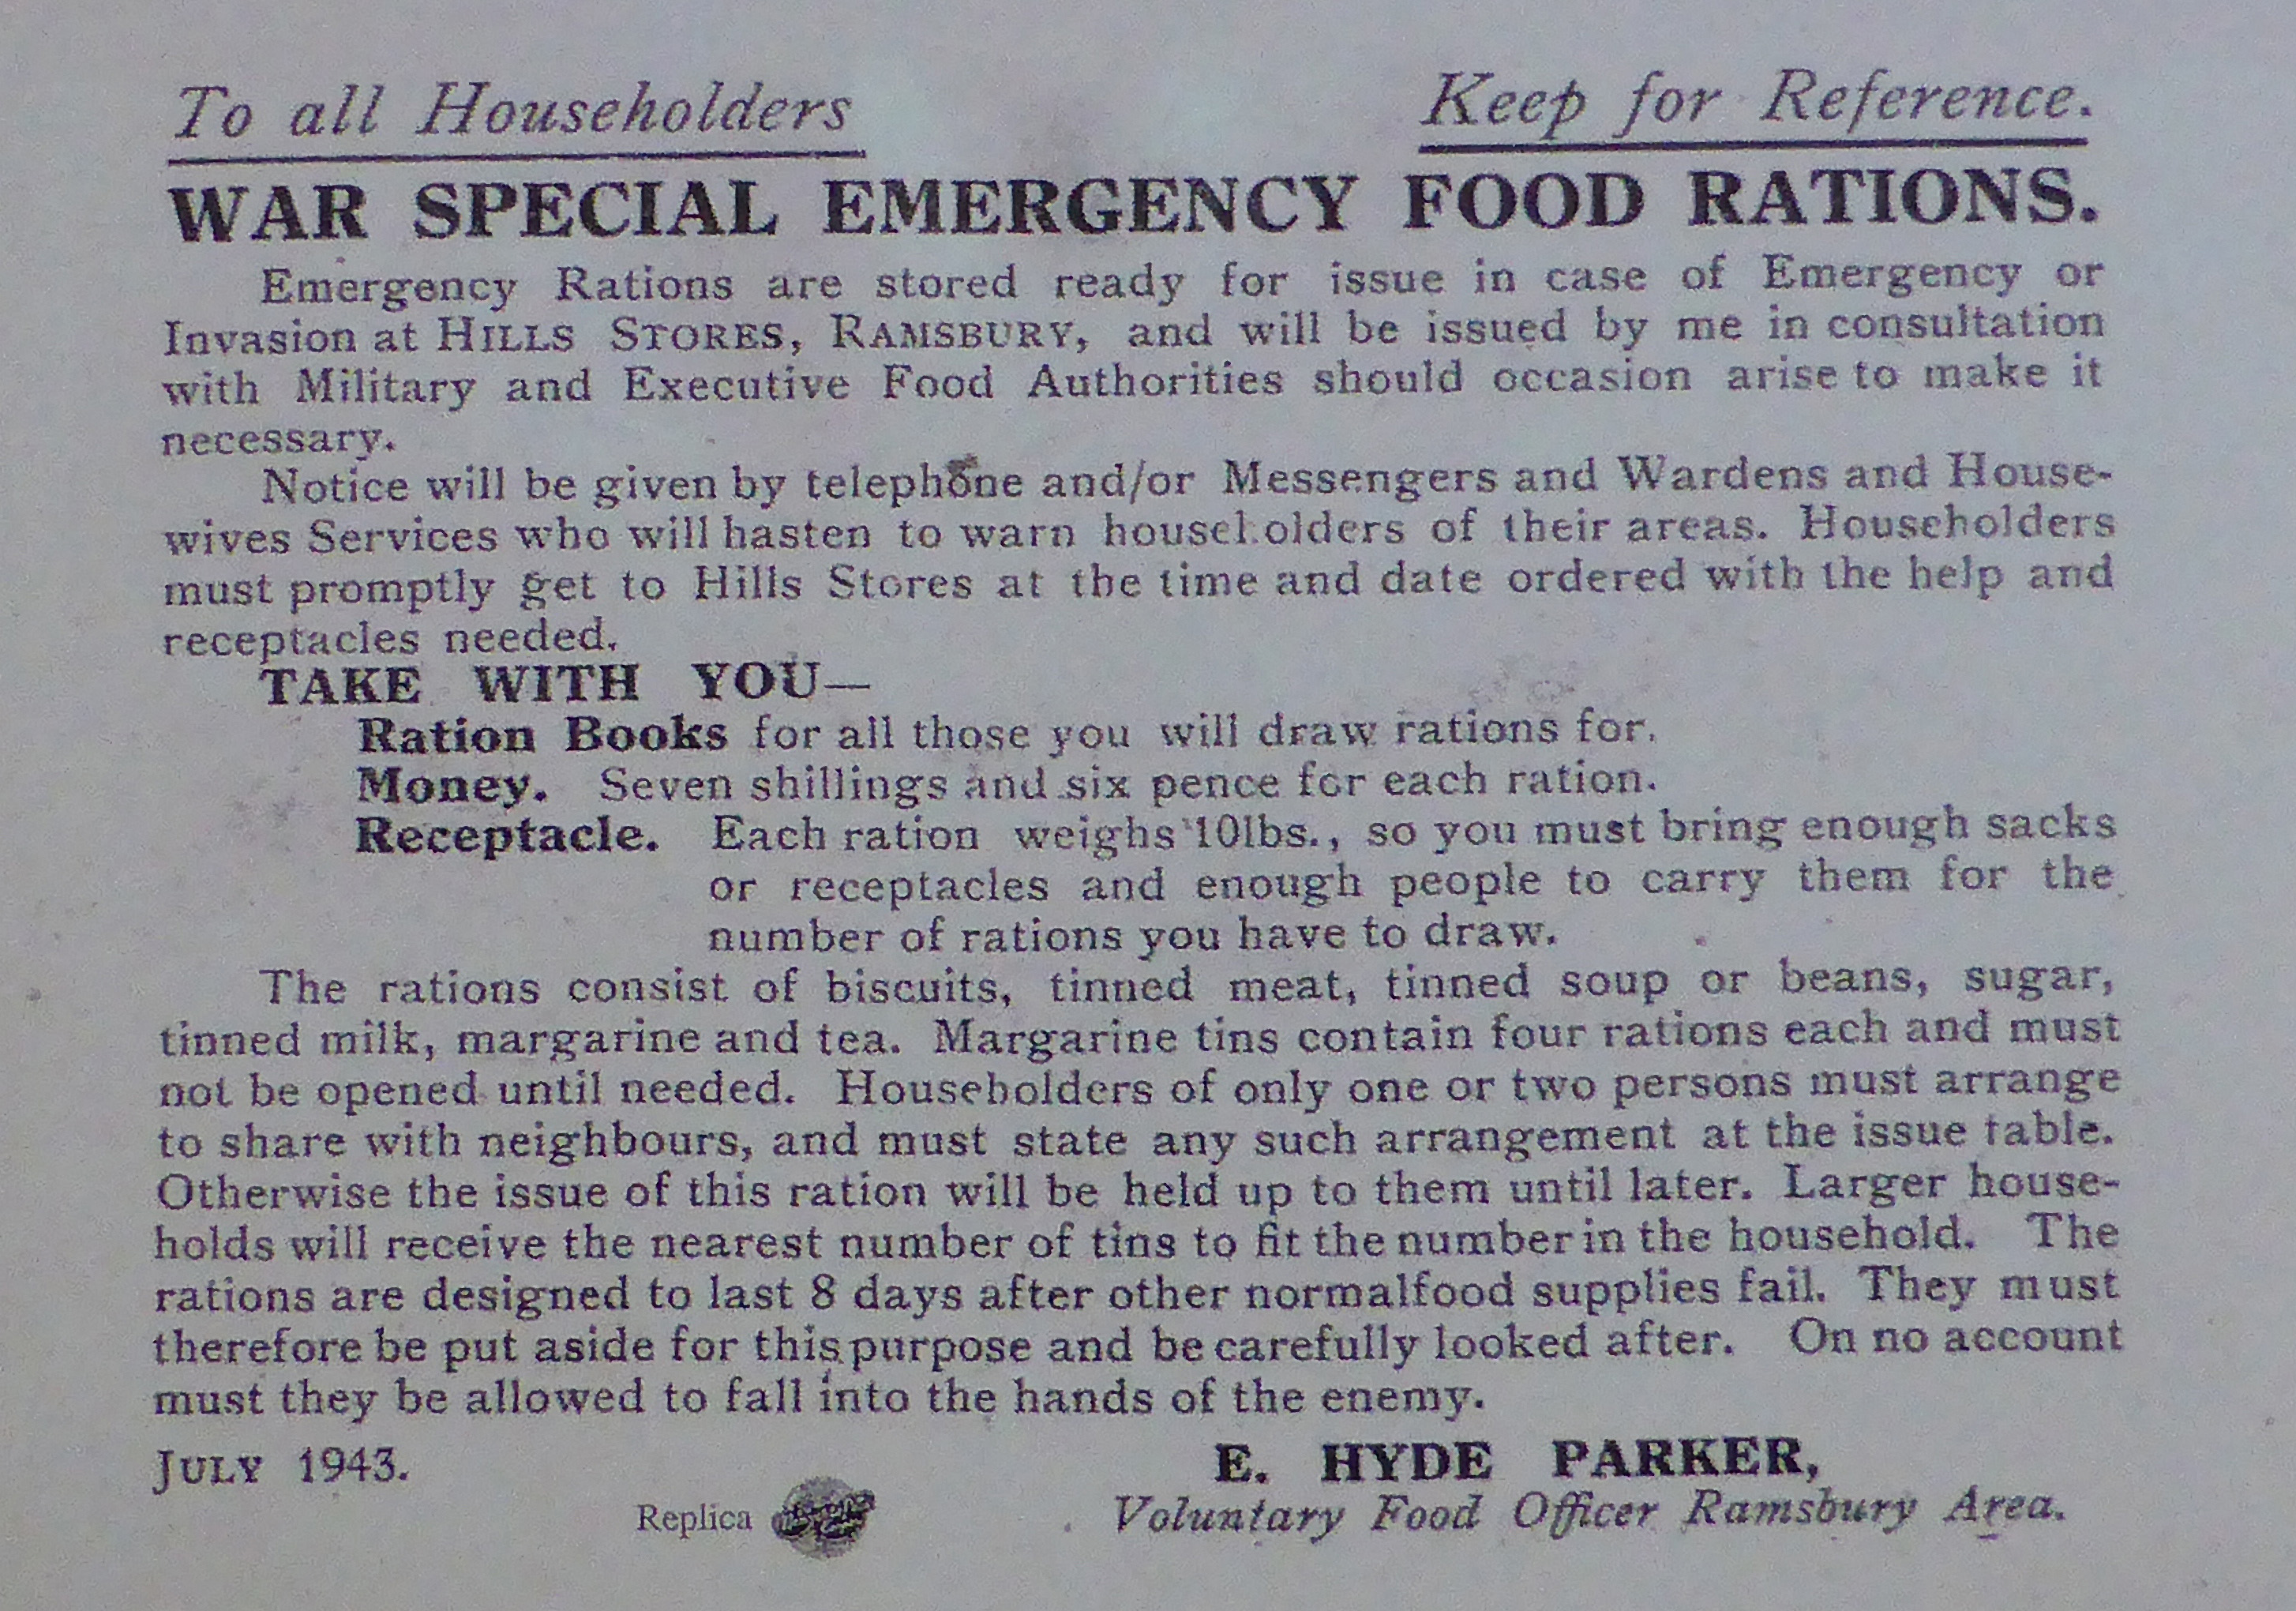 To all Householders Keep for Reference.
WAR SPECIAL EMERGENCY FOOD RATIONS.
Emergency Rations are stored ready for issue in case of Emergency or
Invasion at HILLS STORES, RAMSBURY, and will be issued by me in consultation
with Military and Executive Food Authorities should occasion arise to make it
necessary.
Notice will be given by telephone and/or Messengers and Wardens and House-
wives Services who will hasten to warn householders of their areas. Householders
must promptly get to Hills Stores at the time and date ordered with the help and
receptacles needed.
TAKE WITH YOU—
Ration Books for all those you will draw rations for.
Money. Seven shillings and six pence for each ration.
Receptacle. Each ration weighs 10lbs., so you must bring enough sacks
or receptacles and enough people to carry them for the
number of rations you have to draw.
The rations consist of biscuits, tinned meat, tinned soup or beans, sugar,
tinned milk, margarine and tea. Margarine tins contain four rations each and must
not be opened until needed. Householders of only one or two persons must arrange
to share with neighbours, and must state any such arrangement at the issue table.
Otherwise the issue of this ration will be held up to them until later. Larger house-
holds will receive the nearest number of tins to fit the number in the household. The
rations are designed to last 8 days after other normalfood supplies fail. They must
therefore be put aside for this purpose and be carefully looked after. On no account
must they be allowed to fall into the hands of the enemy.
JULY 1943. E. HYDE PARKER,
Replica Voluntary Food Officer Ramsbury Area.